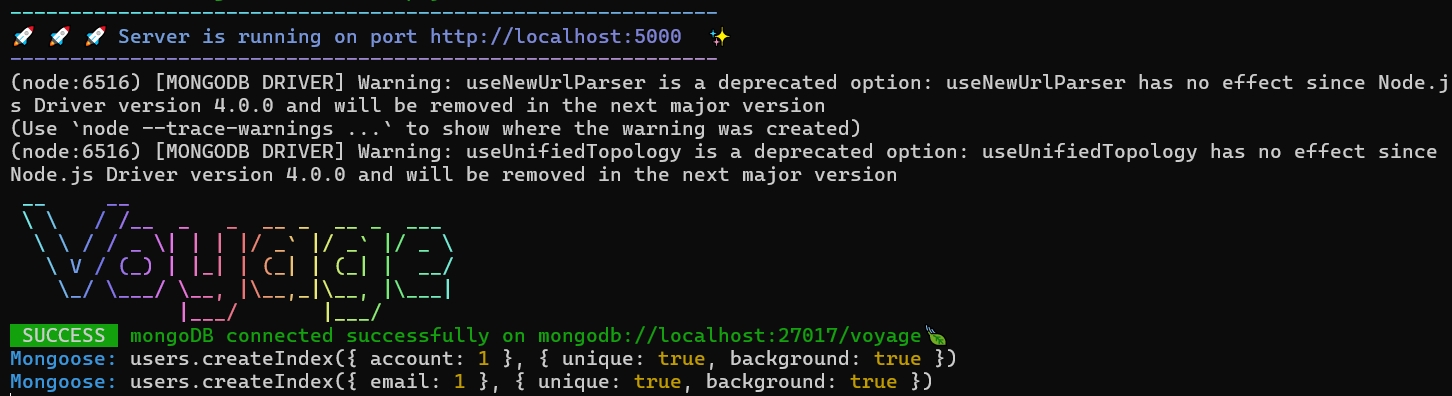 🚀 🚀 🚀 Server is running on port http://localhost:5000 ✨
(node:6516) [MONGODB DRIVER] Warning: useNewUrlParser is a deprecated option: useNewUrlParser has no effect since Node.j
s Driver version 4.0.0 and will be removed in the next major version
(Use `node --trace-warnings ...` to show where the warning was created)
(node:6516) [MONGODB DRIVER] Warning: useUnifiedTopology is a deprecated option: useUnifiedTopology has no effect since
Node.js Driver version 4.0.0 and will be removed in the next major version
Voyage
SUCCESS mongoDB connected successfully on mongodb://localhost:27017/voyage🍃
Mongoose: users.createIndex({ account: 1 }, { unique: true, background: true })
Mongoose: users.createIndex({ email: 1 }, { unique: true, background: true })